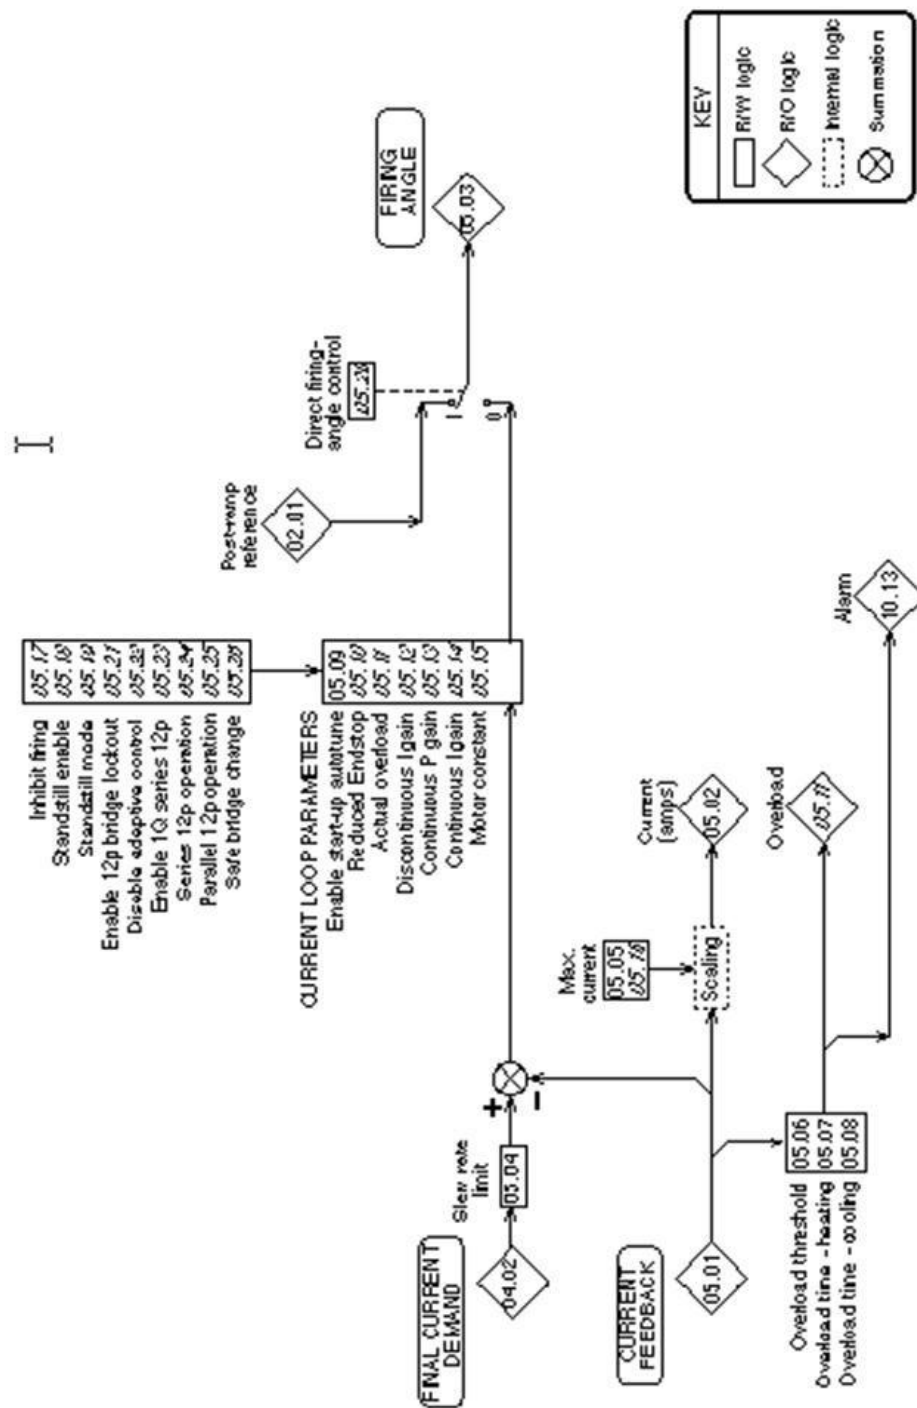 Inhibit firing 05.17
Standstill enable 05.18
Standstill mode 05.19
Enable 12p bridge lockout 05.21
Disable adaptive control 05.22
Enable 1Q series 12p 05.23
Series 12p operation 05.24
Parallel 12p operation 05.25
Safe bridge change 05.26
CURRENT LOOP PARAMETERS
Enable start-up autotune 05.09
Reduced Endstop 05.10
Actual overload 05.11
Discontinuous I gain 05.12
Continuous P gain 05.13
Continuous I gain 05.14
Motor constant 05.15
Post-ramp
reference
02.01
Direct firing-
angle control
05.20
1
0
FIRING
ANGLE
05.03
FINAL CURRENT
DEMAND
04.02
Slew rate
limit
05.04
+
−
CURRENT
FEEDBACK
05.01
Max.
current
05.05
05.16
Scaling
Current
(amps)
05.02
Overload threshold 05.06
Overload time - heating 05.07
Overload time - cooling 05.08
Overload
05.11
Alarm
10.13
KEY
R/W logic
R/O logic
Internal logic
Summation